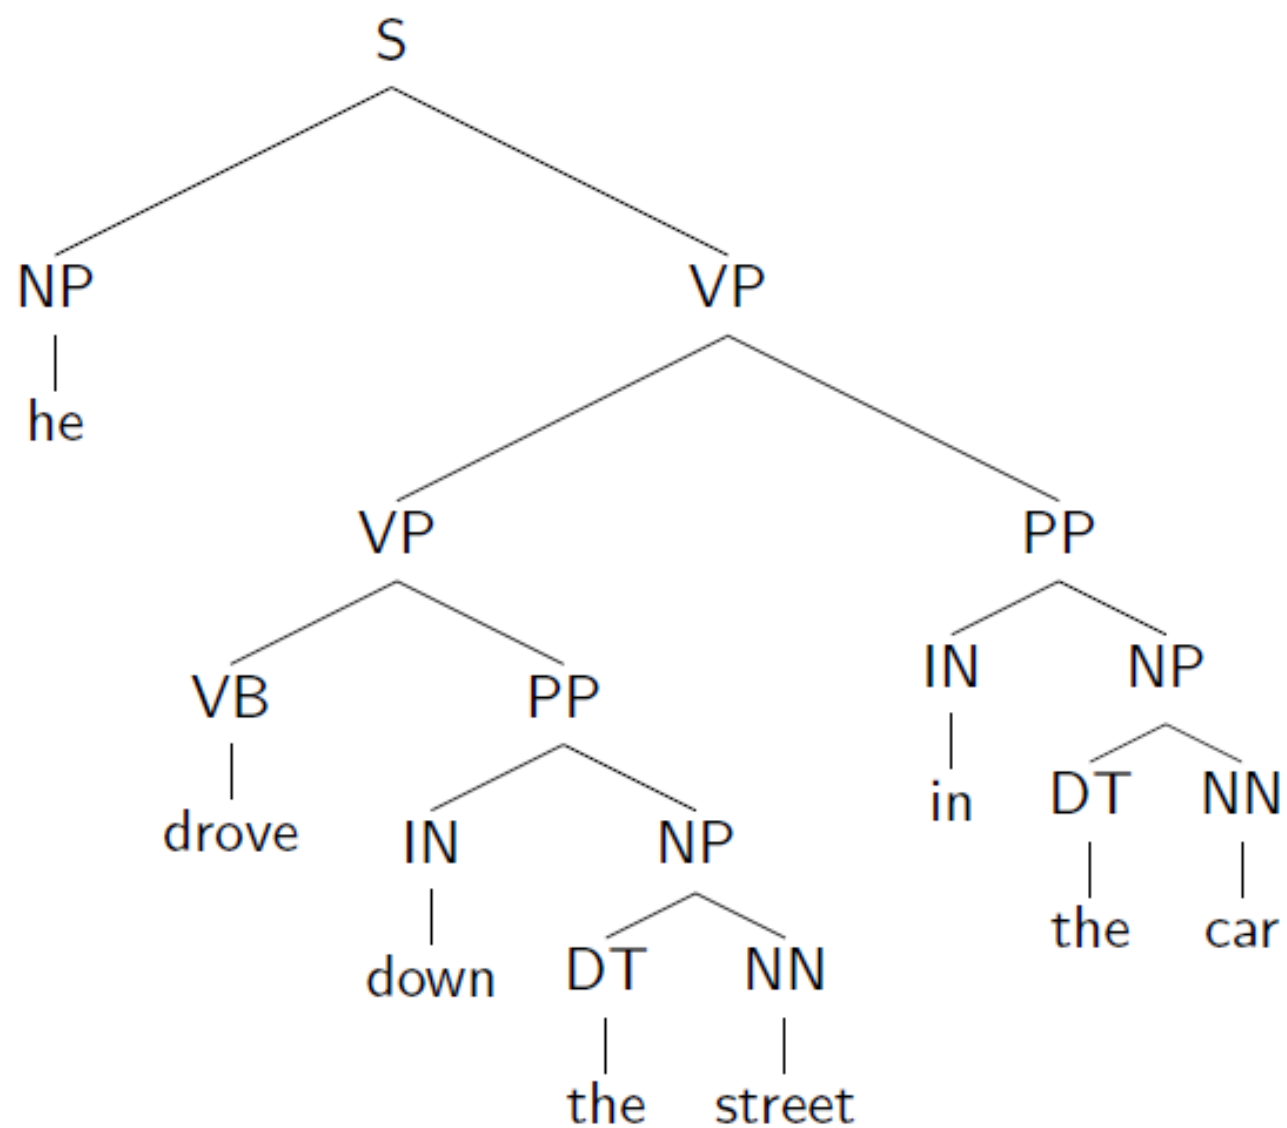 S
NP VP
he
VP PP
IN NP
VB PP
in DT NN
drove IN NP
the car
down DT NN
the street